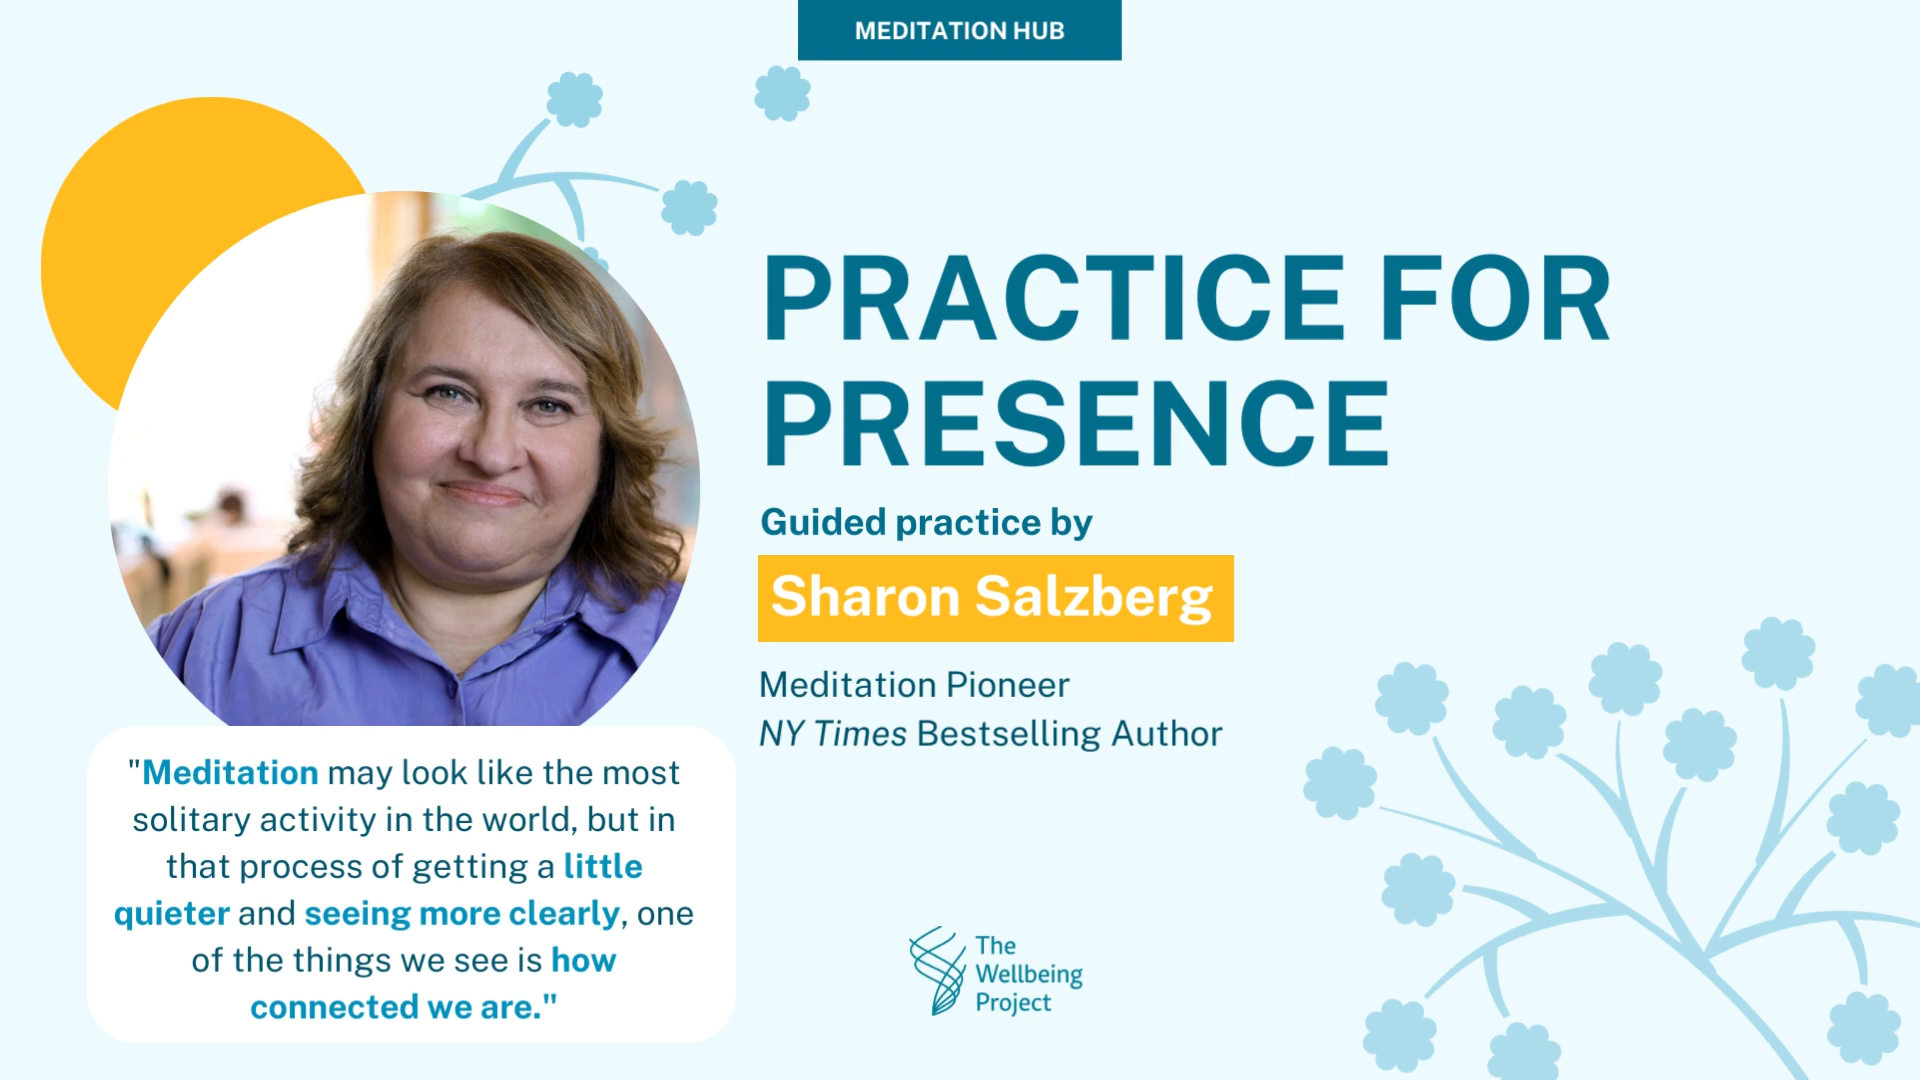 MEDITATION HUB
PRACTICE FOR
PRESENCE
Guided practice by
Sharon Salzberg
Meditation Pioneer
NY Times Bestselling Author
"Meditation may look like the most
solitary activity in the world, but in
that process of getting a little
quieter and seeing more clearly, one
of the things we see is how
connected we are."
The
Wellbeing
Project